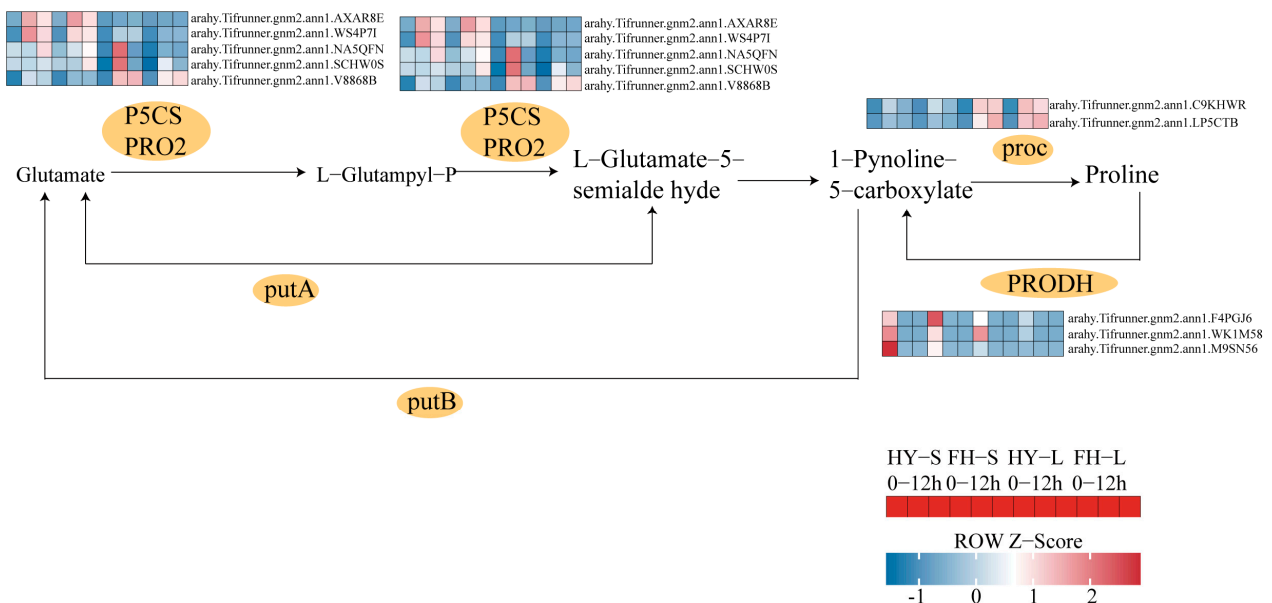 arahy.Tifrunner.gnm2.ann1.AXAR8E
arahy.Tifrunner.gnm2.ann1.WS4P7I
arahy.Tifrunner.gnm2.ann1.NA5QFN
arahy.Tifrunner.gnm2.ann1.SCHW0S
arahy.Tifrunner.gnm2.ann1.V8868B
arahy.Tifrunner.gnm2.ann1.AXAR8E
arahy.Tifrunner.gnm2.ann1.WS4P7I
arahy.Tifrunner.gnm2.ann1.NA5QFN
arahy.Tifrunner.gnm2.ann1.SCHW0S
arahy.Tifrunner.gnm2.ann1.V8868B
arahy.Tifrunner.gnm2.ann1.C9KHWR
arahy.Tifrunner.gnm2.ann1.LP5CTB
P5CS
PRO2
P5CS
PRO2
proc
Glutamate
L−Glutampyl−P
L−Glutamate−5−
semialde hyde
1−Pynoline−
5−carboxylate
Proline
putA
PRODH
arahy.Tifrunner.gnm2.ann1.F4PGJ6
arahy.Tifrunner.gnm2.ann1.WK1M58
arahy.Tifrunner.gnm2.ann1.M9SN56
putB
HY−S FH−S HY−L FH−L
0−12h 0−12h 0−12h 0−12h
ROW Z−Score
-1 0 1 2